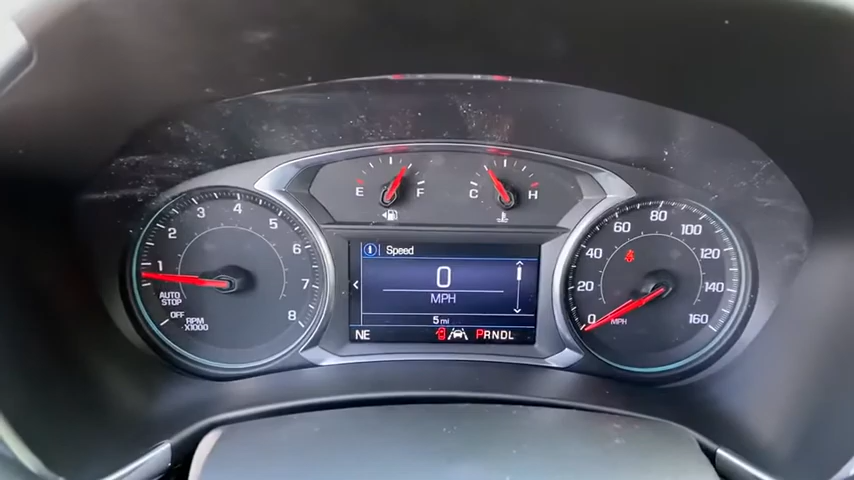 E F
C H
1 2 3 4 5 6 7 8
AUTO
STOP
OFF
RPM
X1000
Speed
0
MPH
5 mi
NE
PRNDL
0 20 40 60 80 100 120 140 160
MPH